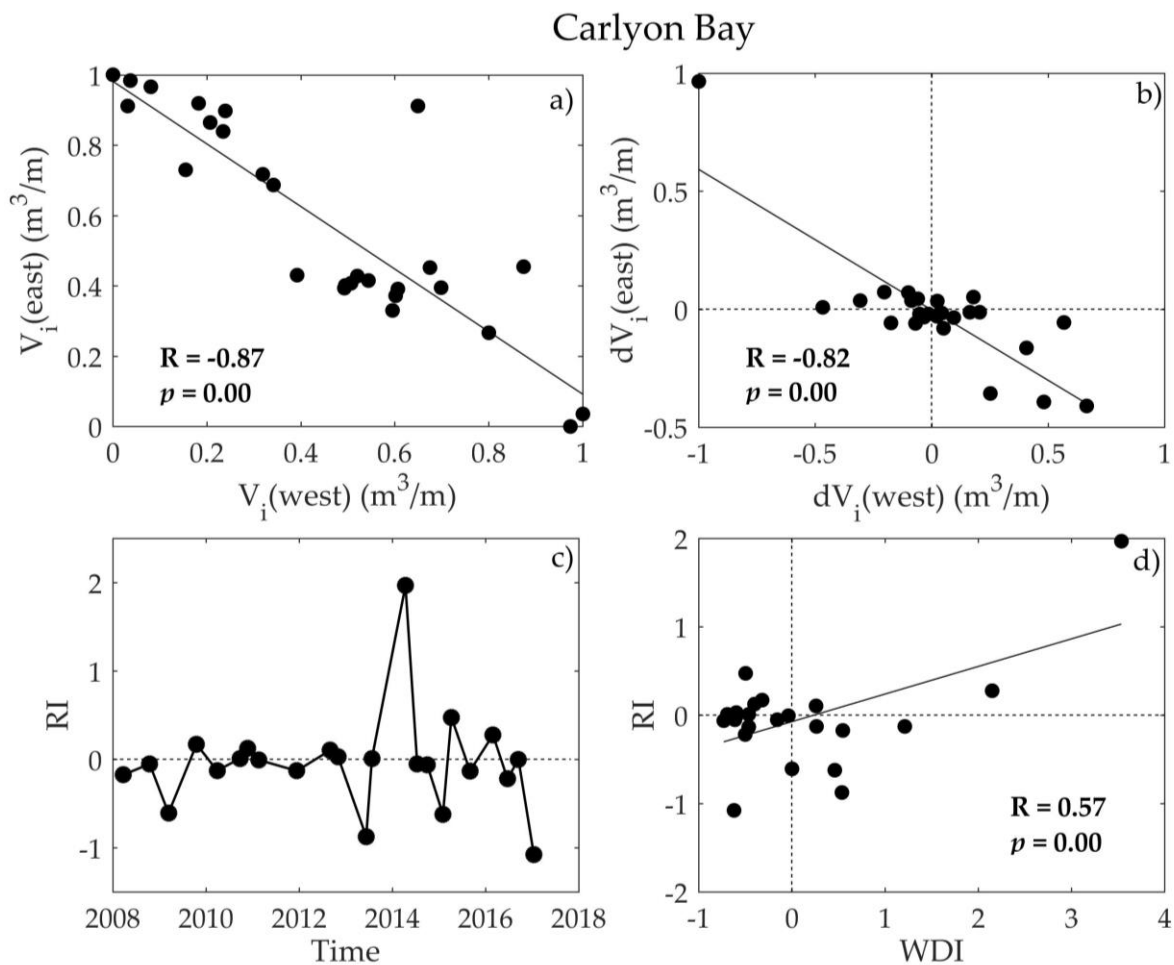 Carlyon Bay
a)
1
0.8
0.6
0.4
0.2
0
V_i(east) (m³/m)
R = -0.87
p = 0.00
0 0.2 0.4 0.6 0.8 1
V_i(west) (m³/m)
b)
1
0.5
0
-0.5
dV_i(east) (m³/m)
R = -0.82
p = 0.00
-1 -0.5 0 0.5 1
dV_i(west) (m³/m)
c)
2
1
0
-1
RI
2008 2010 2012 2014 2016 2018
Time
d)
2
1
0
-1
-2
RI
R = 0.57
p = 0.00
-1 0 1 2 3 4
WDI